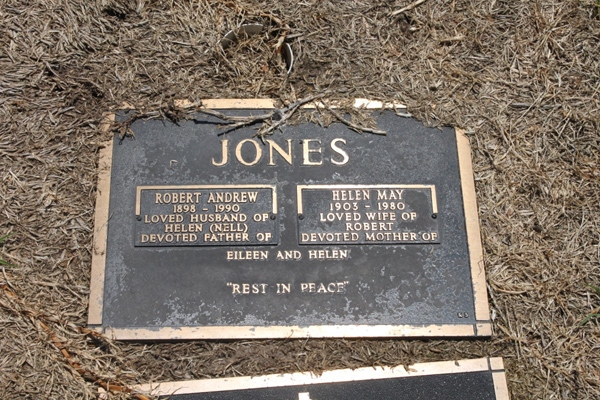 JONES
ROBERT ANDREW
1898 - 1990
LOVED HUSBAND OF
HELEN (NELL)
DEVOTED FATHER OF
HELEN MAY
1903 - 1980
LOVED WIFE OF
ROBERT
DEVOTED MOTHER OF
EILEEN AND HELEN
"REST IN PEACE"